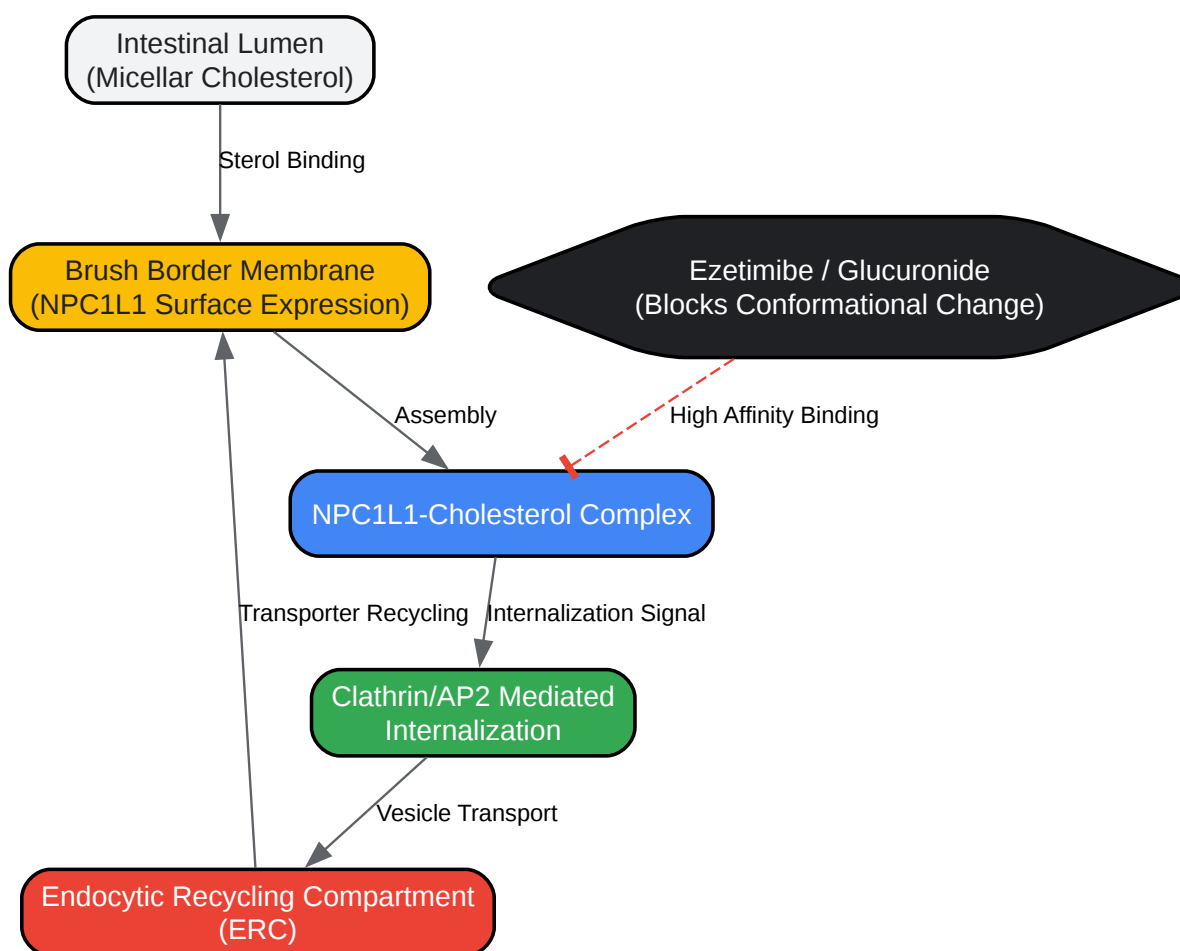 Intestinal Lumen
(Micellar Cholesterol)
Sterol Binding
Brush Border Membrane
(NPC1L1 Surface Expression)
Ezetimibe / Glucuronide
(Blocks Conformational Change)
Assembly
High Affinity Binding
NPC1L1-Cholesterol Complex
Transporter Recycling
Internalization Signal
Clathrin/AP2 Mediated
Internalization
Vesicle Transport
Endocytic Recycling Compartment
(ERC)